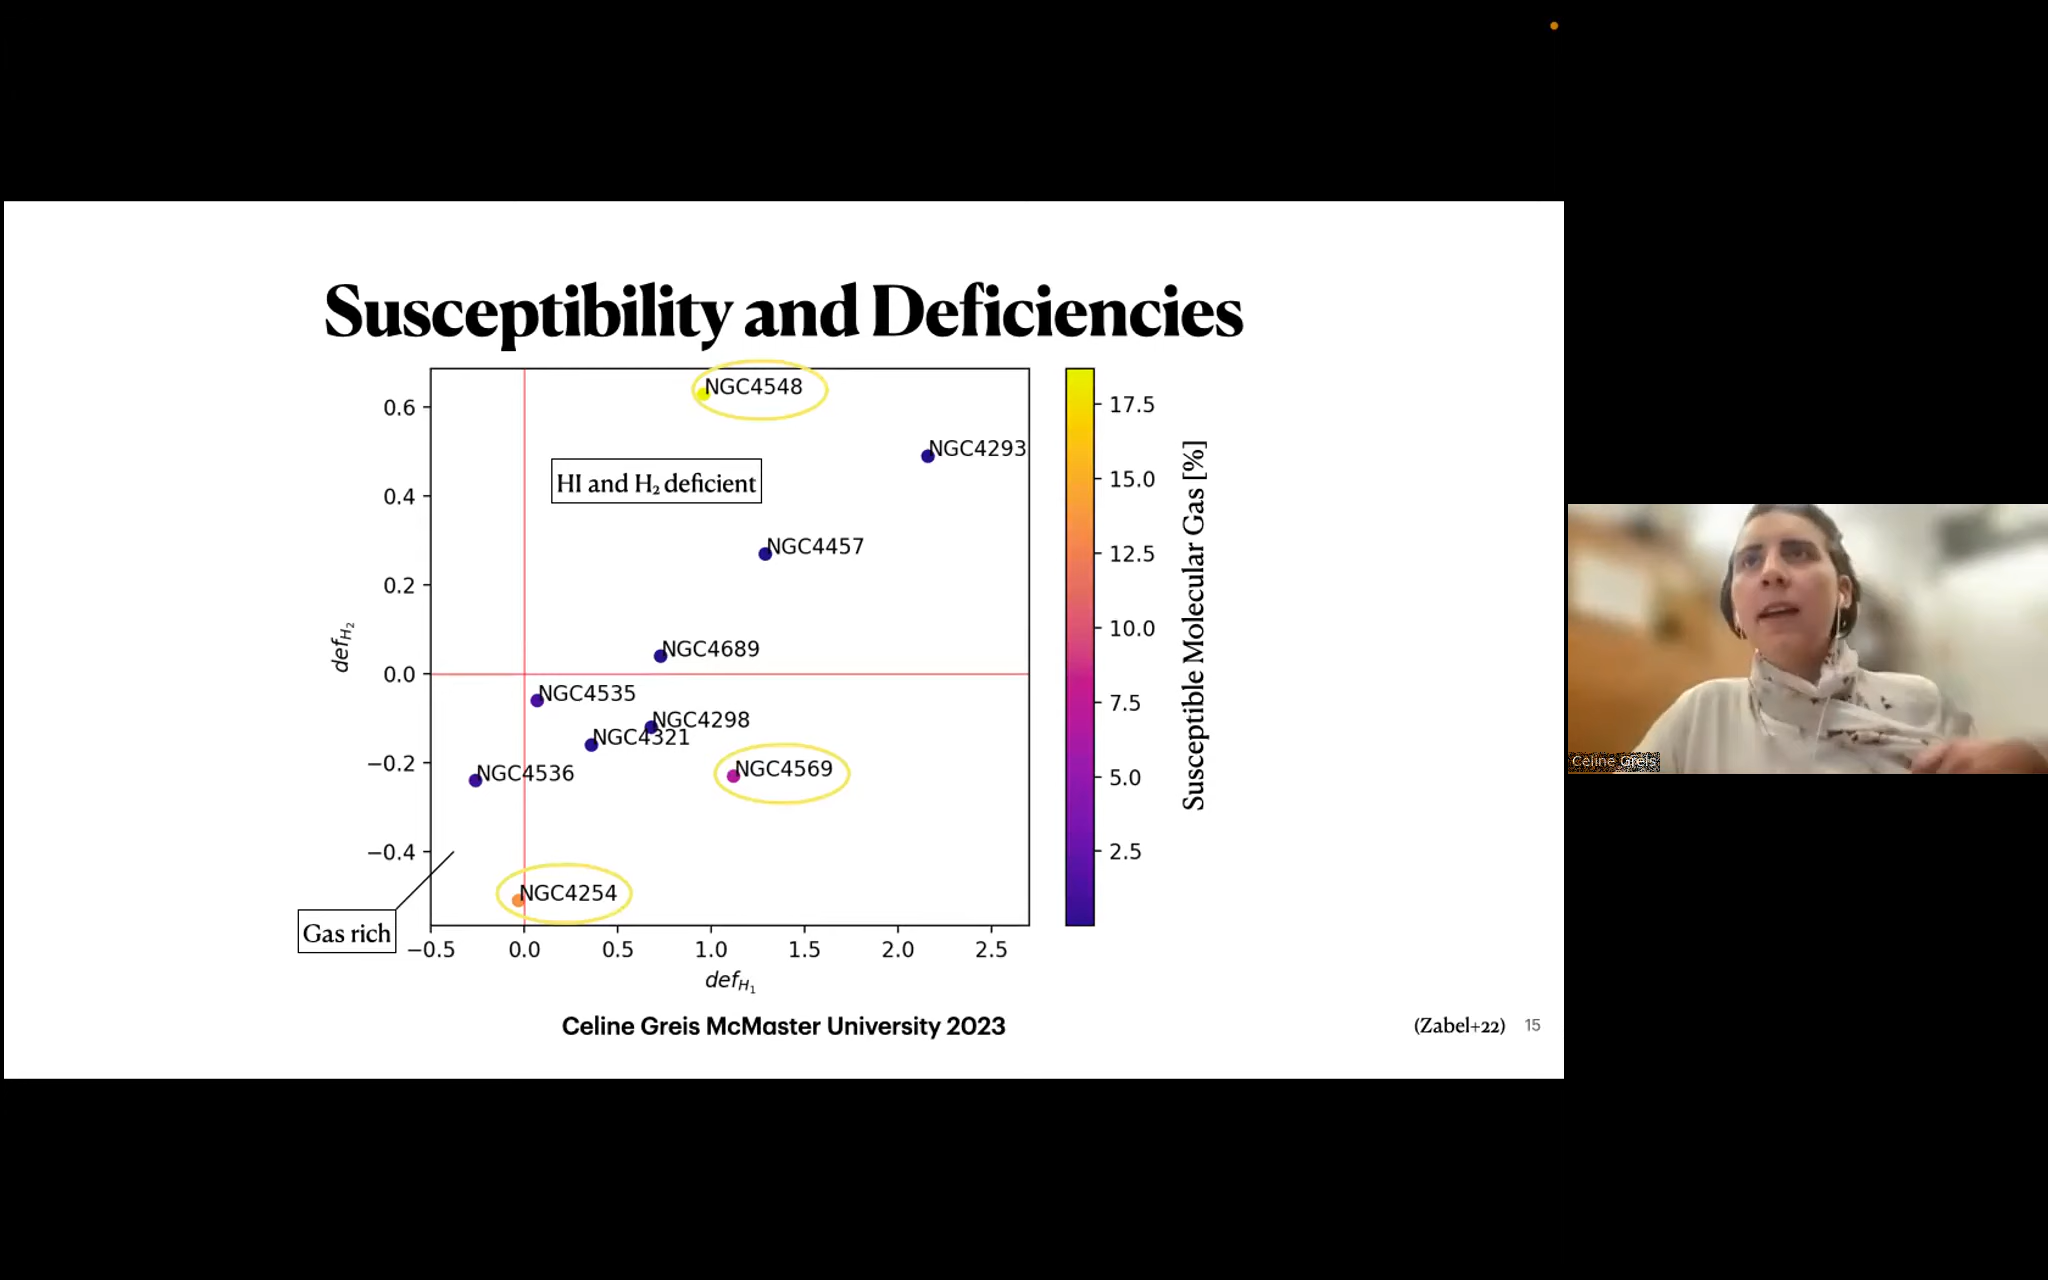 Susceptibility and Deficiencies
NGC4548
0.6
17.5
NGC4293
HI and H₂ deficient
0.4
15.0
NGC4457
12.5
0.2
NGC4689
10.0
def_H₂
0.0
NGC4535
NGC4298
NGC4321
7.5
−0.2
NGC4569
NGC4536
5.0
−0.4
2.5
NGC4254
Susceptible Molecular Gas [%]
Gas rich
−0.5 0.0 0.5 1.0 1.5 2.0 2.5
def_H₁
Celine Greis McMaster University 2023
(Zabel+22) 15
Celine Greis